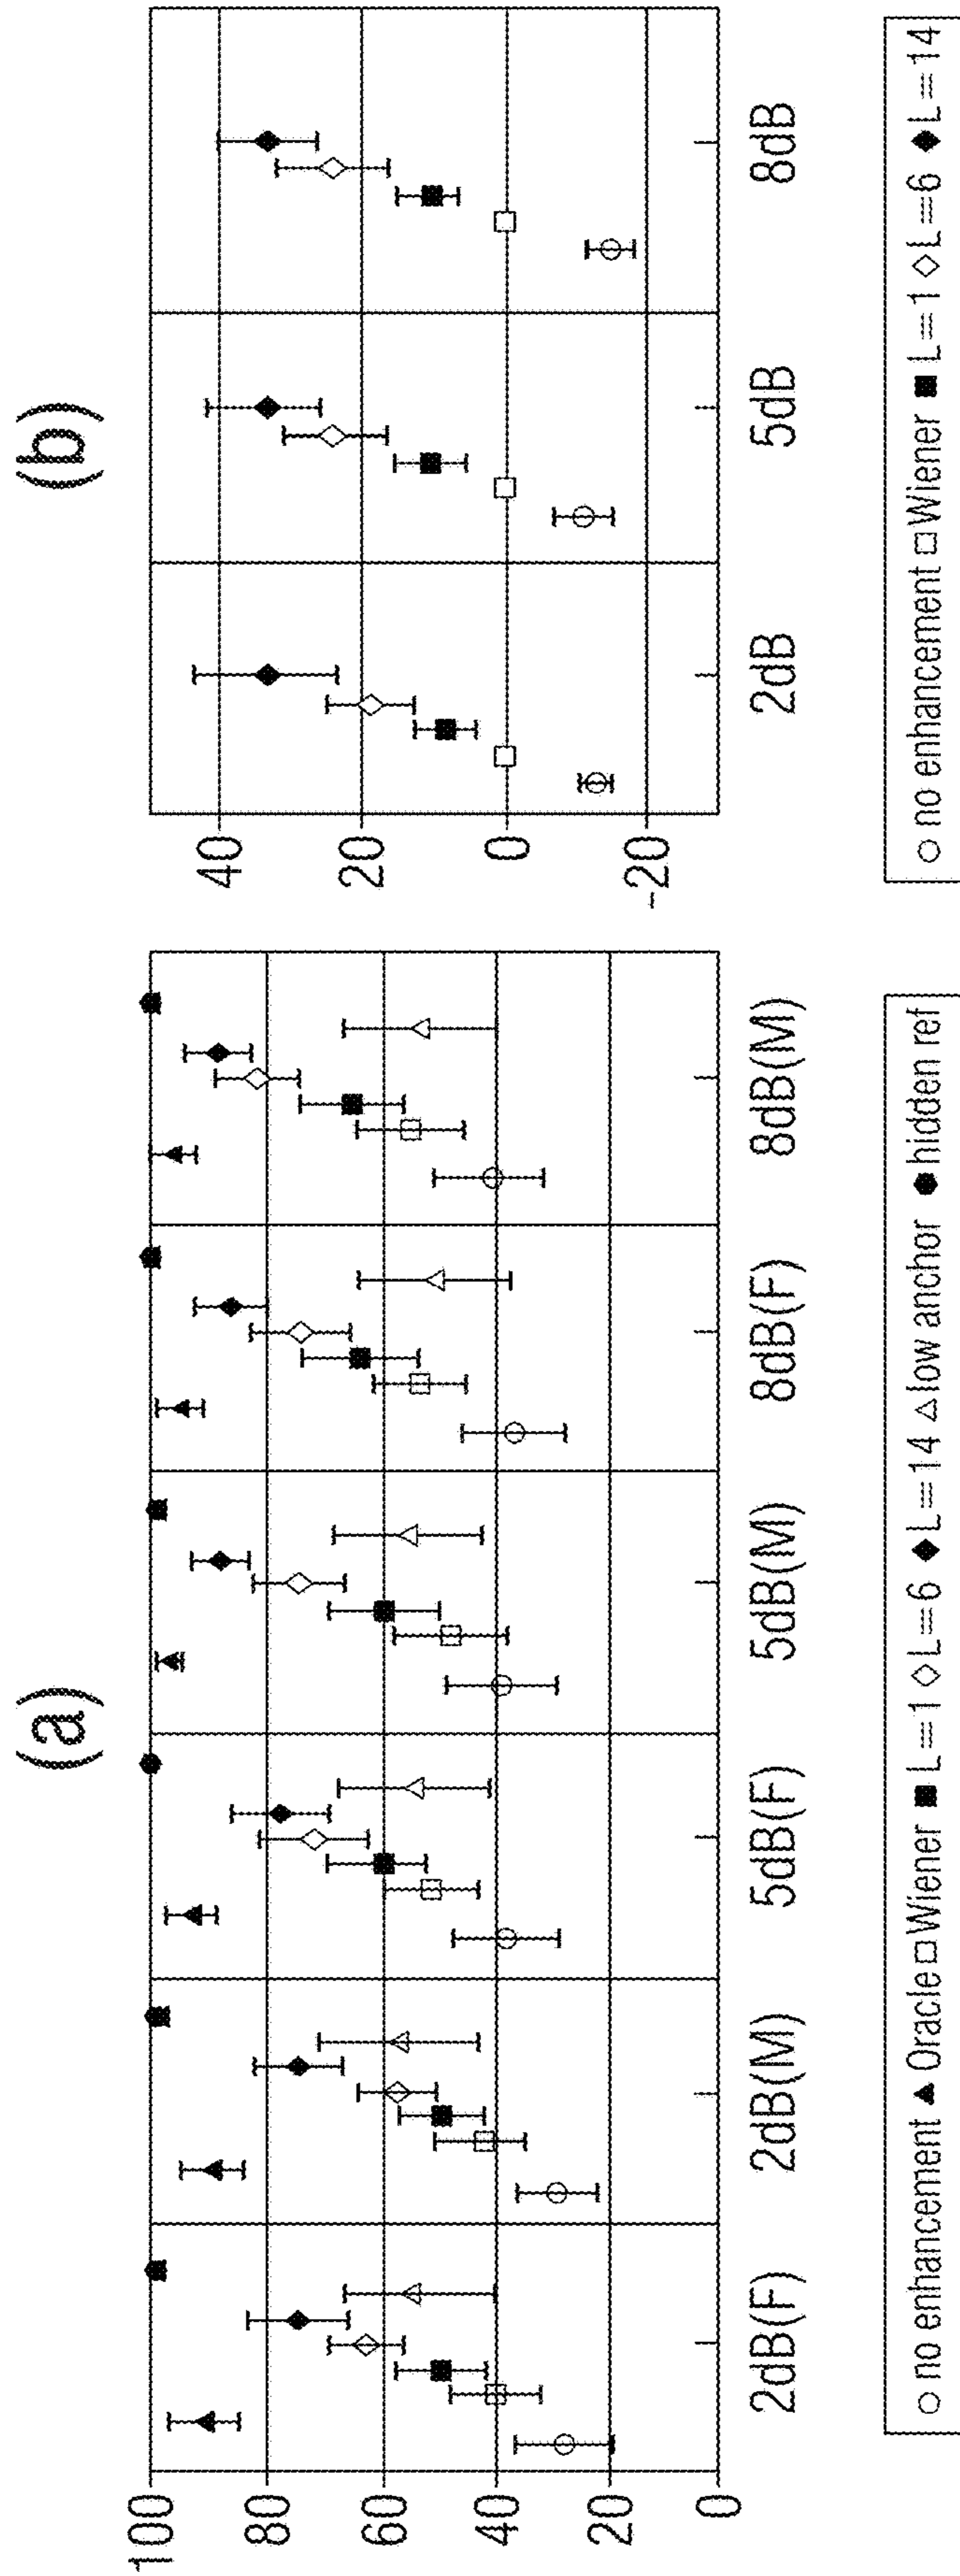 (a)
100
80
60
40
20
0
2dB(F) 2dB(M) 5dB(F) 5dB(M) 8dB(F) 8dB(M)
○ no enhancement ▲ Oracle □ Wiener ■ L=1 ◇ L=6 ◆ L=14 △ low anchor ● hidden ref
(b)
40
20
0
-20
2dB 5dB 8dB
○ no enhancement □ Wiener ■ L=1 ◇ L=6 ◆ L=14